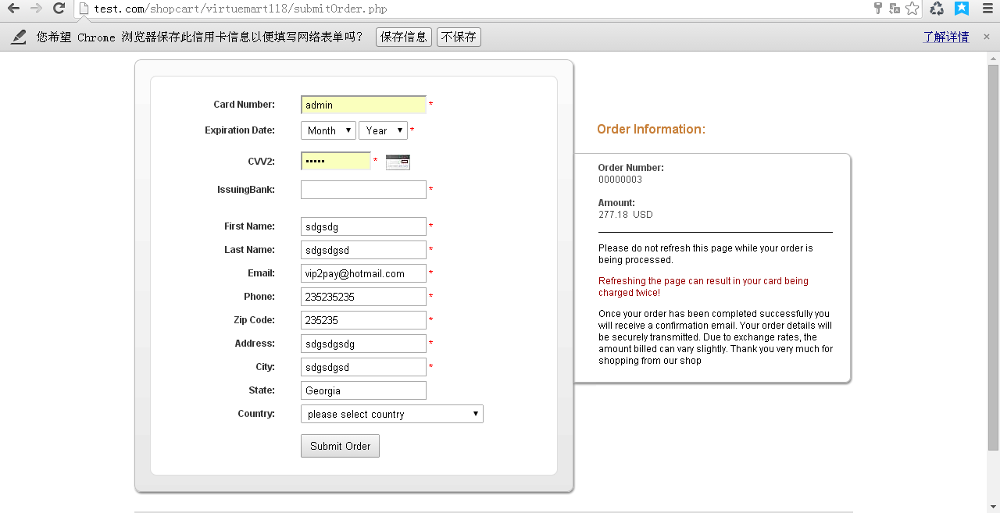 test.com/shopcart/virtuemart118/submitOrder.php
您希望 Chrome 浏览器保存此信用卡信息以便填写网络表单吗？ 保存信息 不保存 了解详情 ×
Card Number: admin *
Expiration Date: Month Year *
CVV2: ••••• *
IssuingBank: *
First Name: sdgsdg *
Last Name: sdgsdgsd *
Email: vip2pay@hotmail.com *
Phone: 235235235 *
Zip Code: 235235 *
Address: sdgsdgsdg *
City: sdgsdgsd *
State: Georgia
Country: please select country
Submit Order
Order Information:
Order Number:
00000003
Amount:
277.18 USD
Please do not refresh this page while your order is
being processed.
Refreshing the page can result in your card being
charged twice!
Once your order has been completed successfully you
will receive a confirmation email. Your order details will
be securely transmitted. Due to exchange rates, the
amount billed can vary slightly. Thank you very much for
shopping from our shop